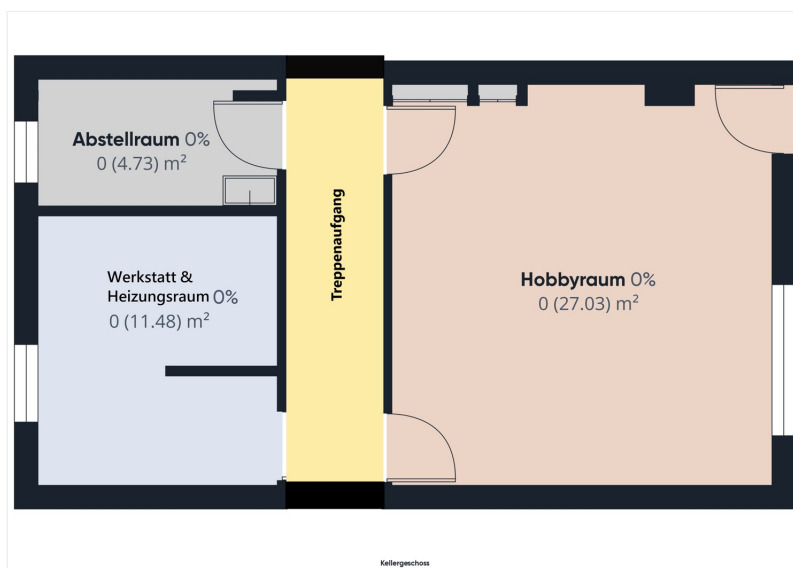 Abstellraum 0%
0 (4.73) m²
Treppenaufgang
Werkstatt &
Heizungsraum 0%
0 (11.48) m²
Hobbyraum 0%
0 (27.03) m²
Kellergeschoss